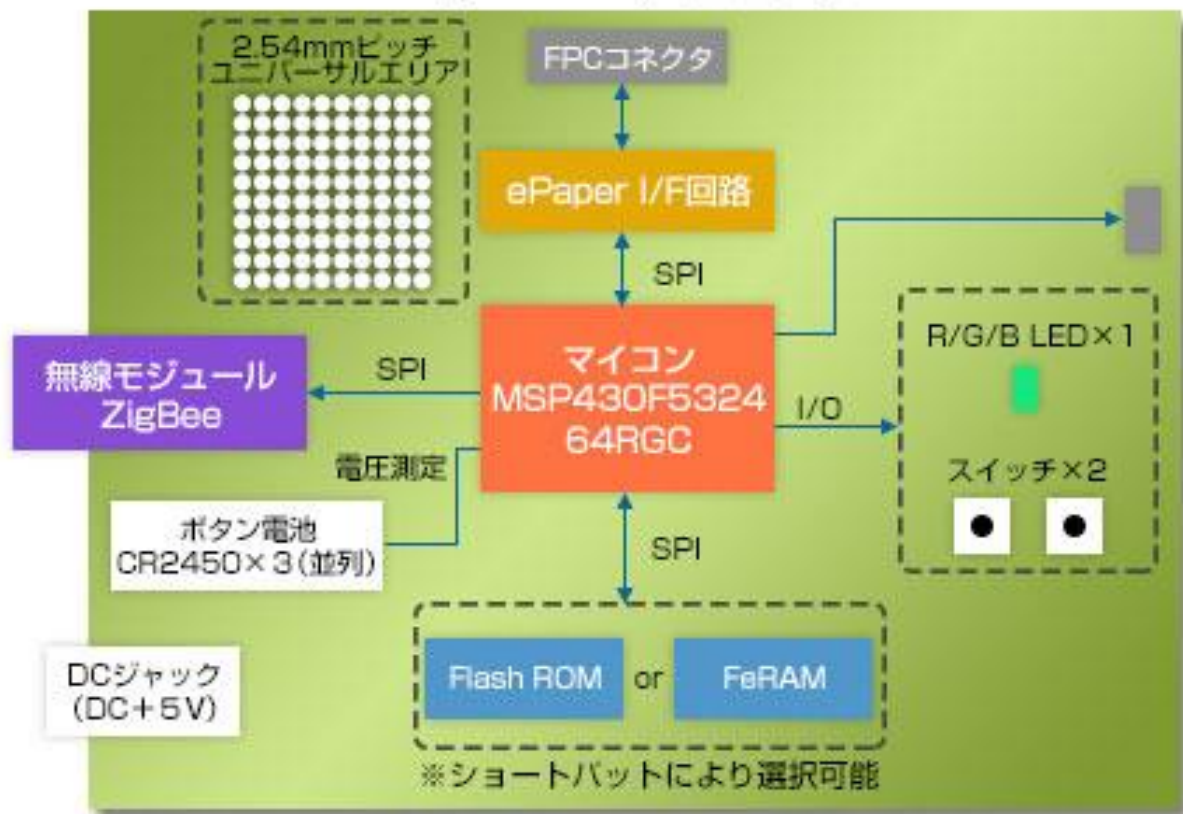 2.54mmピッチ
ユニバーサルエリア
FPCコネクタ
ePaper I/F回路
SPI
R/G/B LED×1
マイコン
MSP430F5324
64RGC
無線モジュール
ZigBee
SPI
I/O
電圧測定
スイッチ×2
ボタン電池
CR2450×3(並列)
SPI
DCジャック
(DC+5V)
Flash ROM or FeRAM
※ショートパットにより選択可能